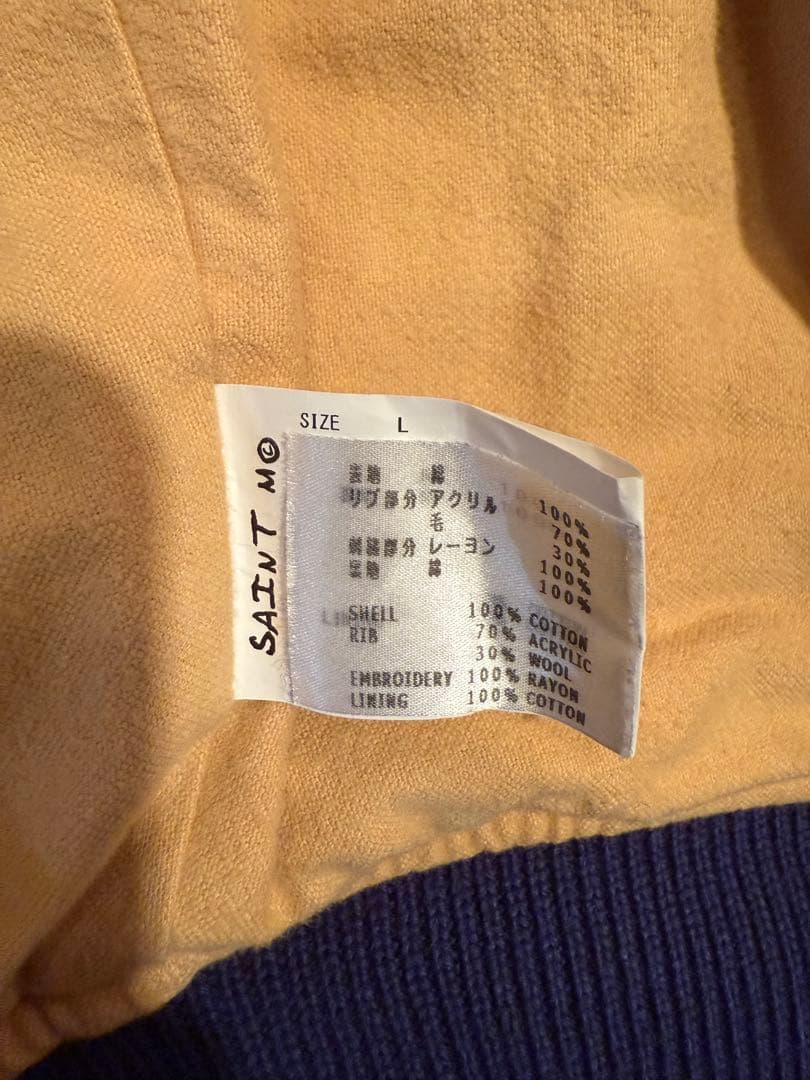 SIZE L
SAINT M©
表地 綿 100%
リブ部分 アクリル 70%
毛 30%
刺繍部分 レーヨン 100%
裏地 綿 100%
SHELL 100% COTTON
RIB 70% ACRYLIC
30% WOOL
EMBROIDERY 100% RAYON
LINING 100% COTTON